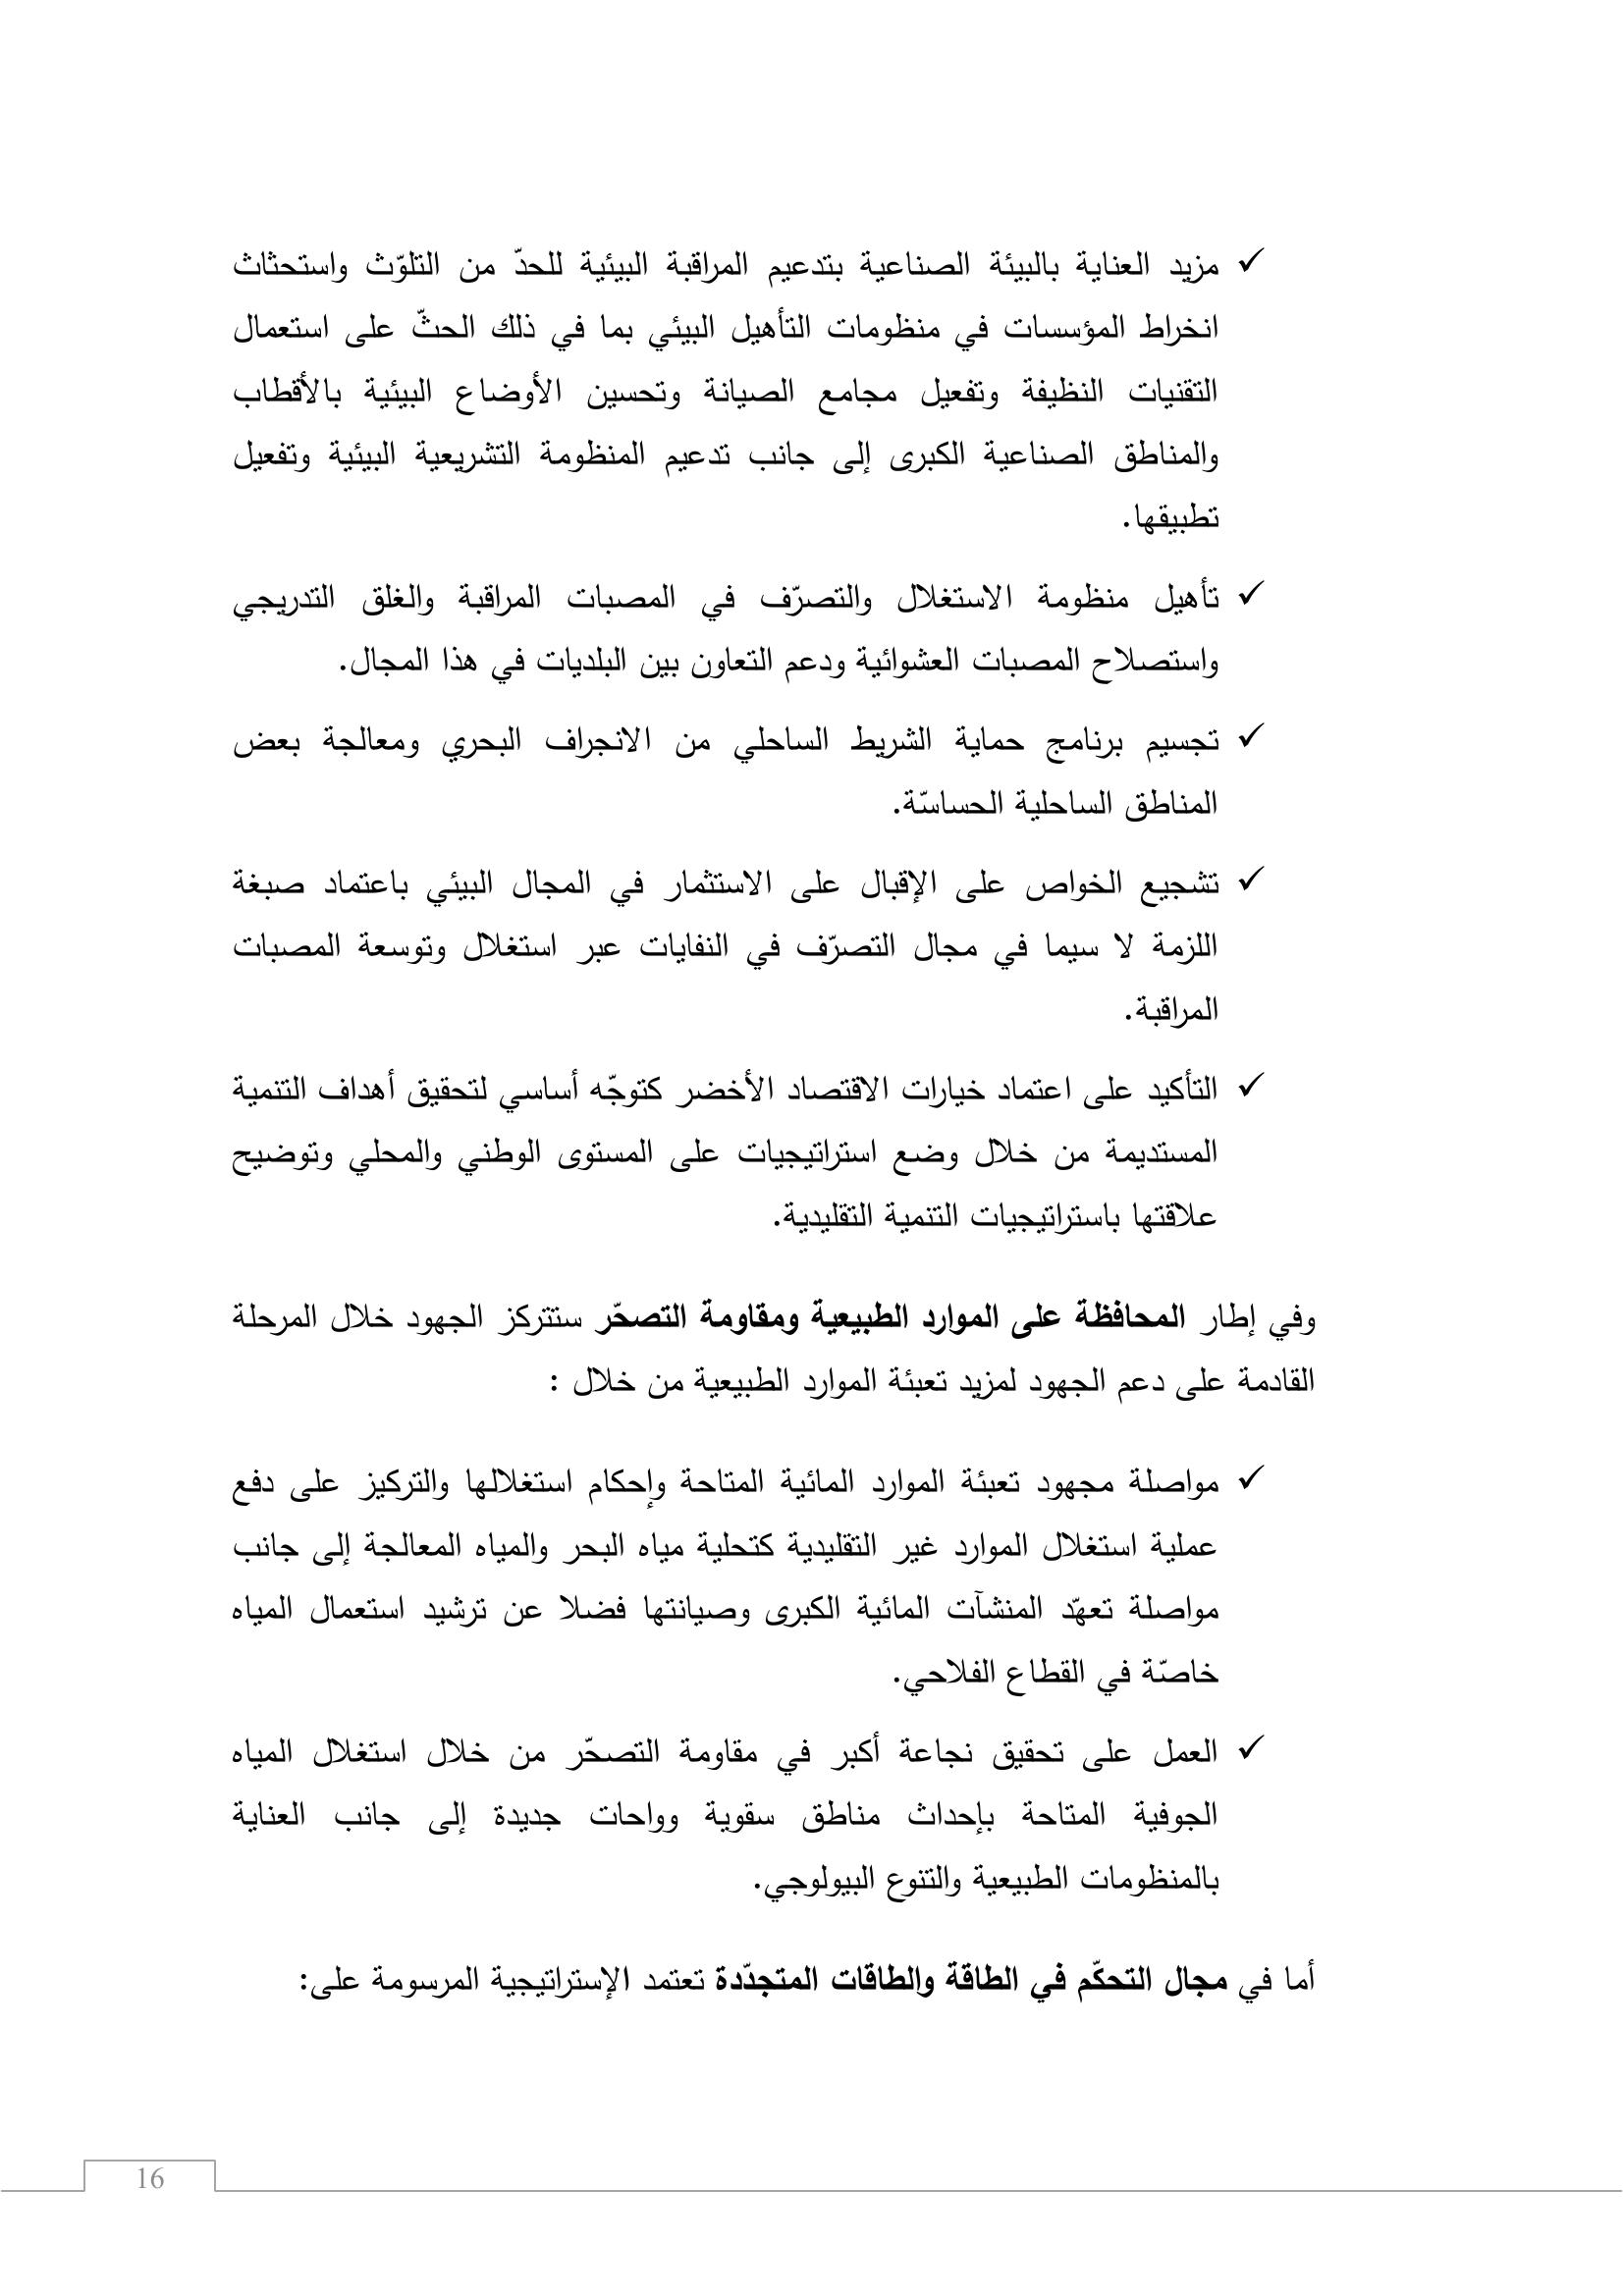 ✓ مزيد العناية بالبيئة الصناعية بتدعيم المراقبة البيئية للحدّ من التلوّث واستحثاث
انخراط المؤسسات في منظومات التأهيل البيئي بما في ذلك الحثّ على استعمال
التقنيات النظيفة وتفعيل مجامع الصيانة وتحسين الأوضاع البيئية بالأقطاب
والمناطق الصناعية الكبرى إلى جانب تدعيم المنظومة التشريعية البيئية وتفعيل
تطبيقها.
✓ تأهيل منظومة الاستغلال والتصرّف في المصبات المراقبة والغلق التدريجي
واستصلاح المصبات العشوائية ودعم التعاون بين البلديات في هذا المجال.
✓ تجسيم برنامج حماية الشريط الساحلي من الانجراف البحري ومعالجة بعض
المناطق الساحلية الحساسّة.
✓ تشجيع الخواص على الإقبال على الاستثمار في المجال البيئي باعتماد صبغة
اللزمة لا سيما في مجال التصرّف في النفايات عبر استغلال وتوسعة المصبات
المراقبة.
✓ التأكيد على اعتماد خيارات الاقتصاد الأخضر كتوجّه أساسي لتحقيق أهداف التنمية
المستديمة من خلال وضع استراتيجيات على المستوى الوطني والمحلي وتوضيح
علاقتها باستراتيجيات التنمية التقليدية.
وفي إطار المحافظة على الموارد الطبيعية ومقاومة التصحّر ستتركز الجهود خلال المرحلة
القادمة على دعم الجهود لمزيد تعبئة الموارد الطبيعية من خلال :
✓ مواصلة مجهود تعبئة الموارد المائية المتاحة وإحكام استغلالها والتركيز على دفع
عملية استغلال الموارد غير التقليدية كتحلية مياه البحر والمياه المعالجة إلى جانب
مواصلة تعهّد المنشآت المائية الكبرى وصيانتها فضلا عن ترشيد استعمال المياه
خاصّة في القطاع الفلاحي.
✓ العمل على تحقيق نجاعة أكبر في مقاومة التصحّر من خلال استغلال المياه
الجوفية المتاحة بإحداث مناطق سقوية وواحات جديدة إلى جانب العناية
بالمنظومات الطبيعية والتنوع البيولوجي.
أما في مجال التحكّم في الطاقة والطاقات المتجدّدة تعتمد الإستراتيجية المرسومة على:
16